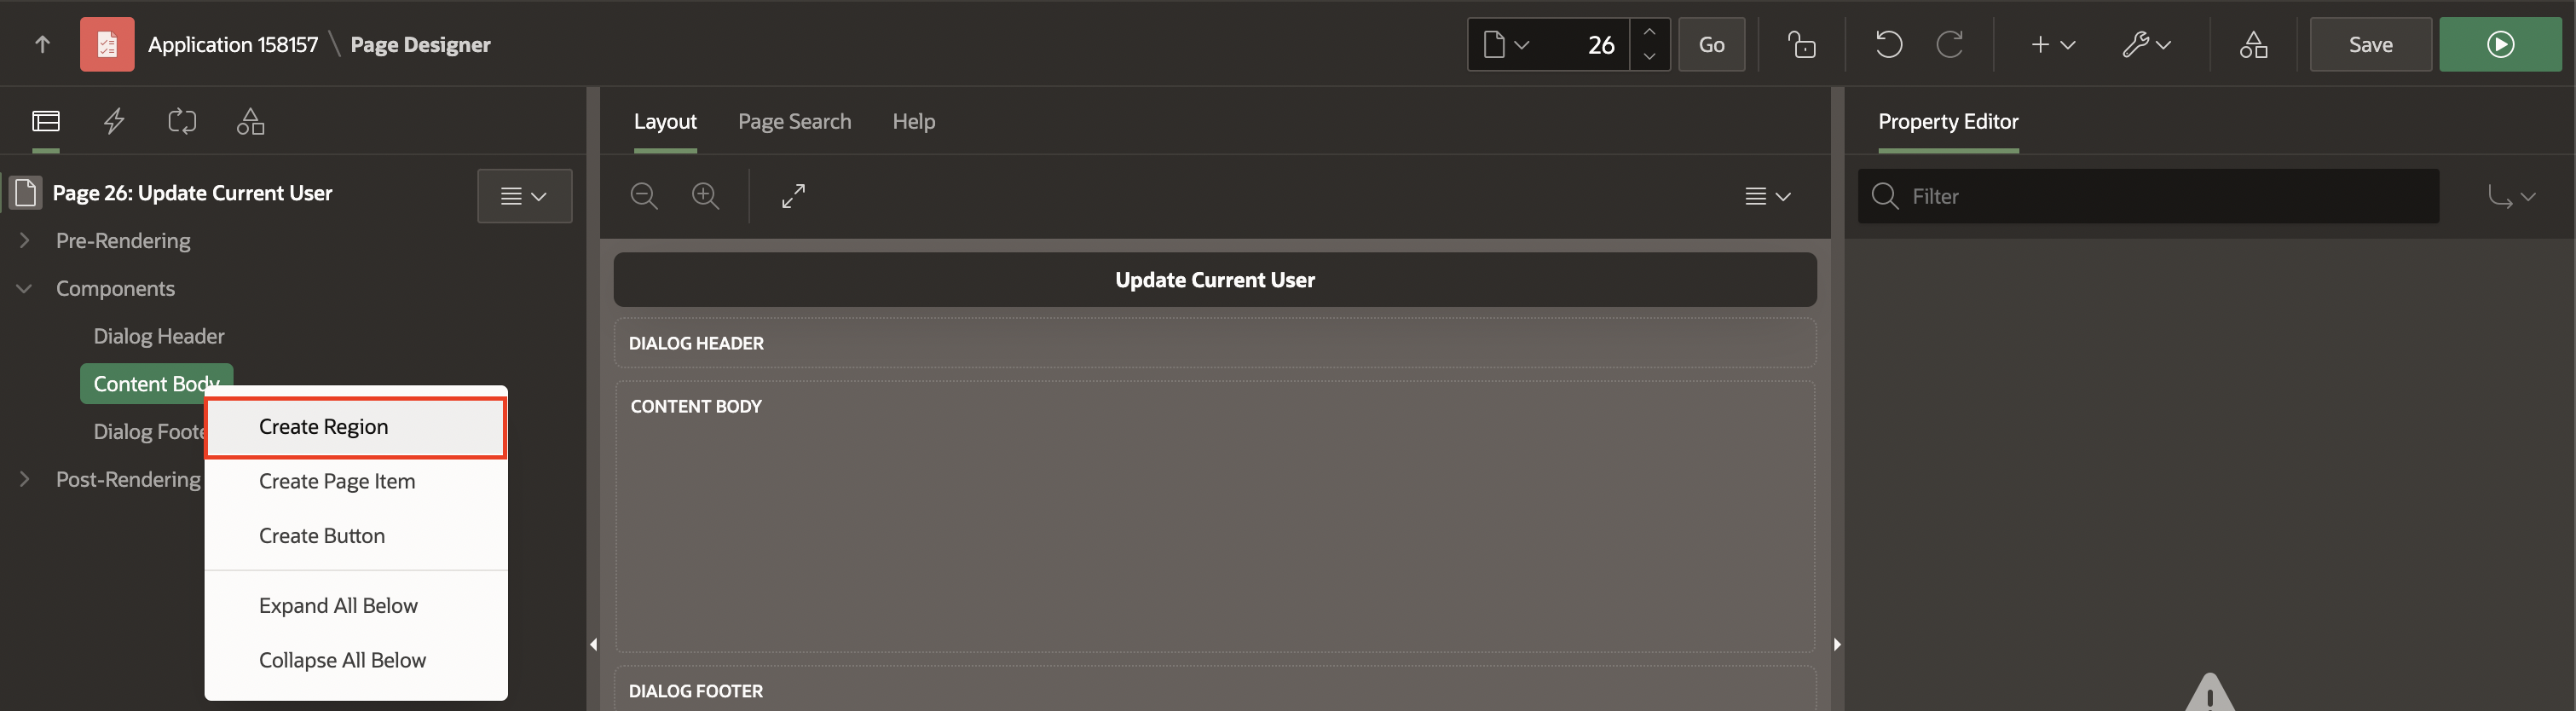 Application 158157 \ Page Designer
26
Go
Save
Layout
Page Search
Help
Property Editor
Page 26: Update Current User
Filter
Pre-Rendering
Components
Dialog Header
Content Body
Dialog Foote
Post-Rendering
Create Region
Create Page Item
Create Button
Expand All Below
Collapse All Below
Update Current User
DIALOG HEADER
CONTENT BODY
DIALOG FOOTER